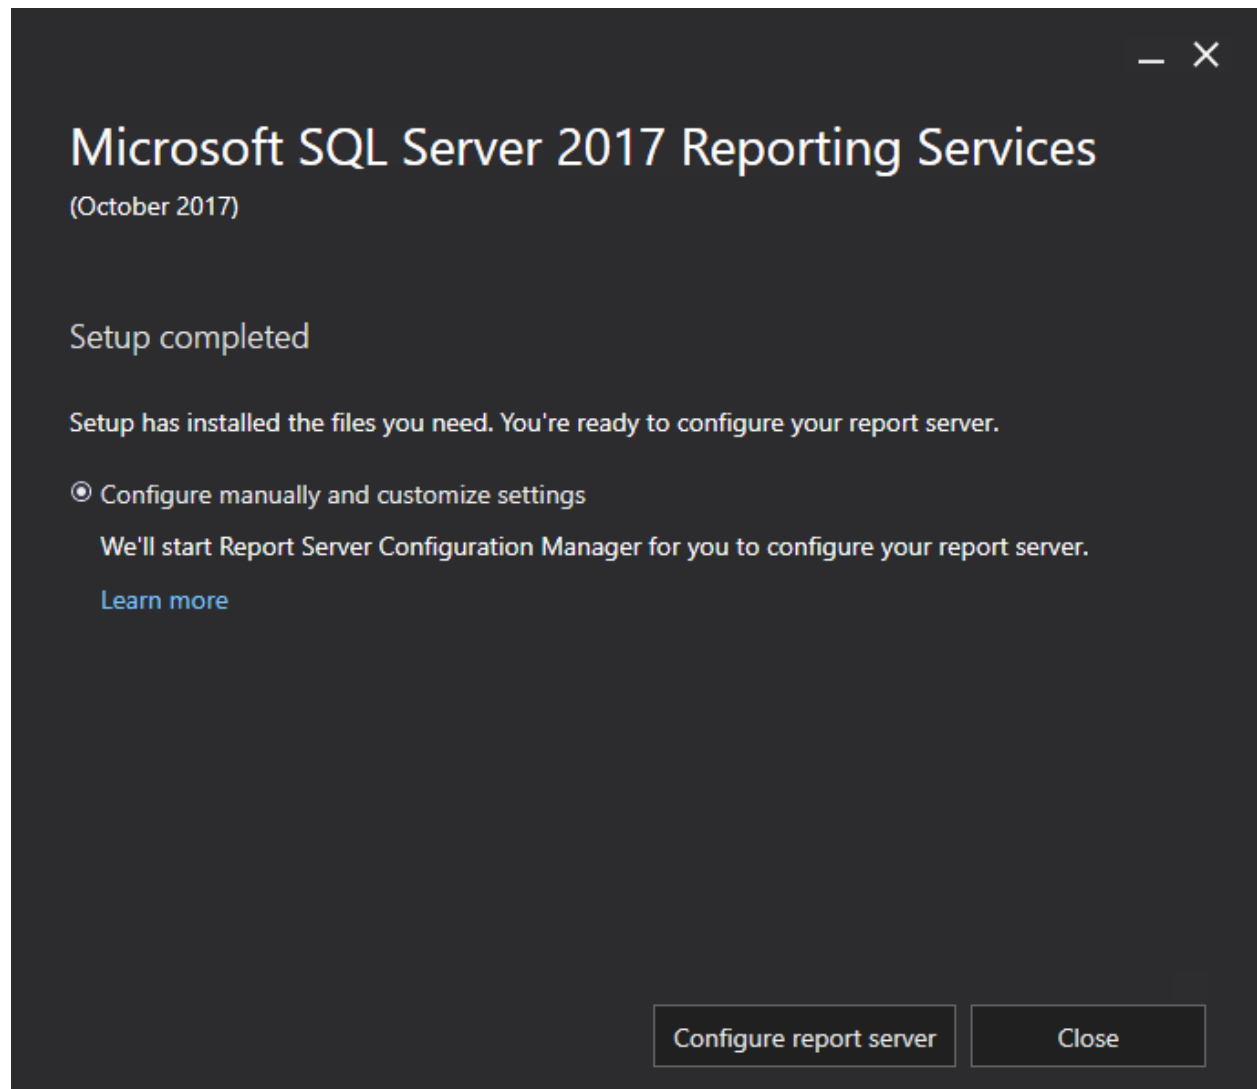 Microsoft SQL Server 2017 Reporting Services
(October 2017)
Setup completed
Setup has installed the files you need. You're ready to configure your report server.
Configure manually and customize settings
We'll start Report Server Configuration Manager for you to configure your report server.
Learn more
Configure report server
Close